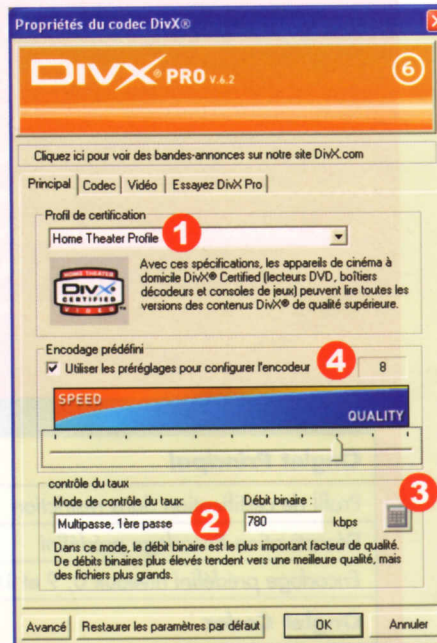 Propriétés du codec DivX®
DIVX® PRO V.6.2
6
Cliquez ici pour voir des bandes-annonces sur notre site DivX.com
Principal Codec Vidéo Essayez DivX Pro
Profil de certification
1
Home Theater Profile
HOME THEATER
DIVX
CERTIFIED
VIDEO
Avec ces spécifications, les appareils de cinéma à
domicile DivX® Certified (lecteurs DVD, boîtiers
décodeurs et consoles de jeux) peuvent lire toutes les
versions des contenus DivX® de qualité supérieure.
Encodage prédéfini
Utiliser les préréglages pour configurer l'encodeur 4 8
SPEED
QUALITY
contrôle du taux
Mode de contrôle du taux: Débit binaire : 3
Multipasse, 1ère passe 2 780 kbps
Dans ce mode, le débit binaire est le plus important facteur de qualité.
De débits binaires plus élevés tendent vers une meilleure qualité, mais
des fichiers plus grands.
Avancé Restaurer les paramètres par défaut OK Annuler